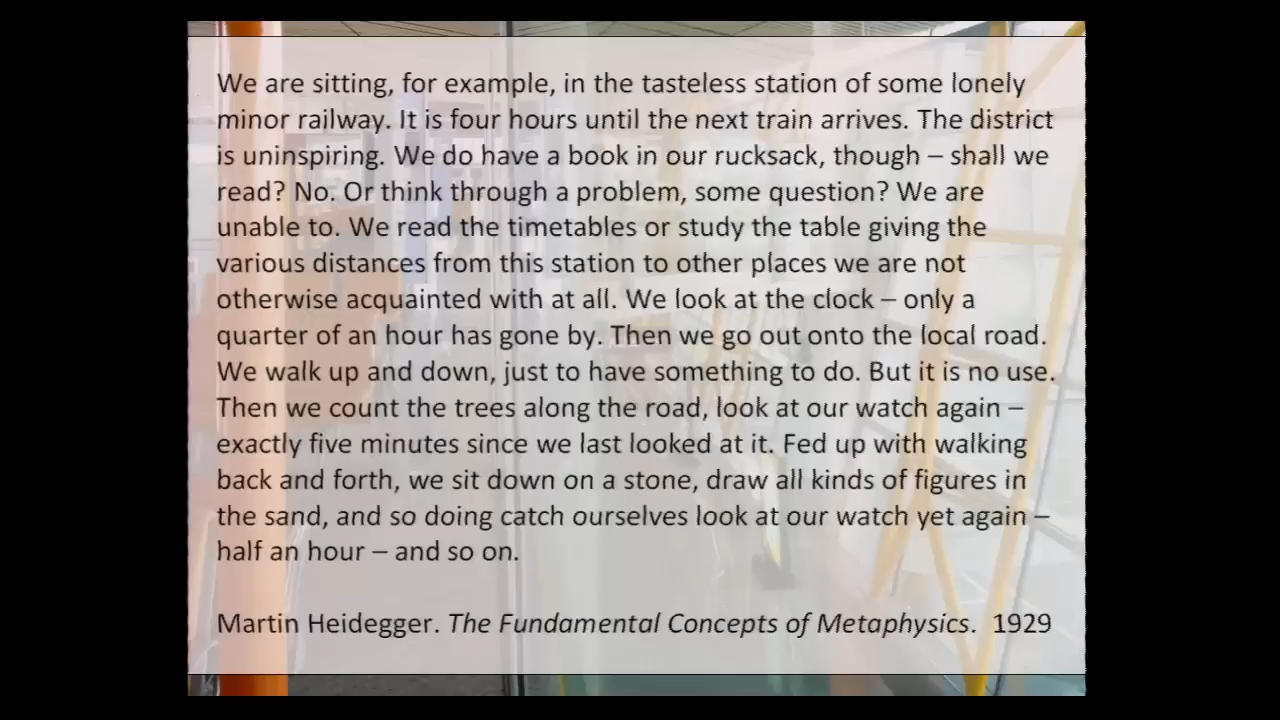 We are sitting, for example, in the tasteless station of some lonely
minor railway. It is four hours until the next train arrives. The district
is uninspiring. We do have a book in our rucksack, though – shall we
read? No. Or think through a problem, some question? We are
unable to. We read the timetables or study the table giving the
various distances from this station to other places we are not
otherwise acquainted with at all. We look at the clock – only a
quarter of an hour has gone by. Then we go out onto the local road.
We walk up and down, just to have something to do. But it is no use.
Then we count the trees along the road, look at our watch again –
exactly five minutes since we last looked at it. Fed up with walking
back and forth, we sit down on a stone, draw all kinds of figures in
the sand, and so doing catch ourselves look at our watch yet again –
half an hour – and so on.
Martin Heidegger. The Fundamental Concepts of Metaphysics. 1929